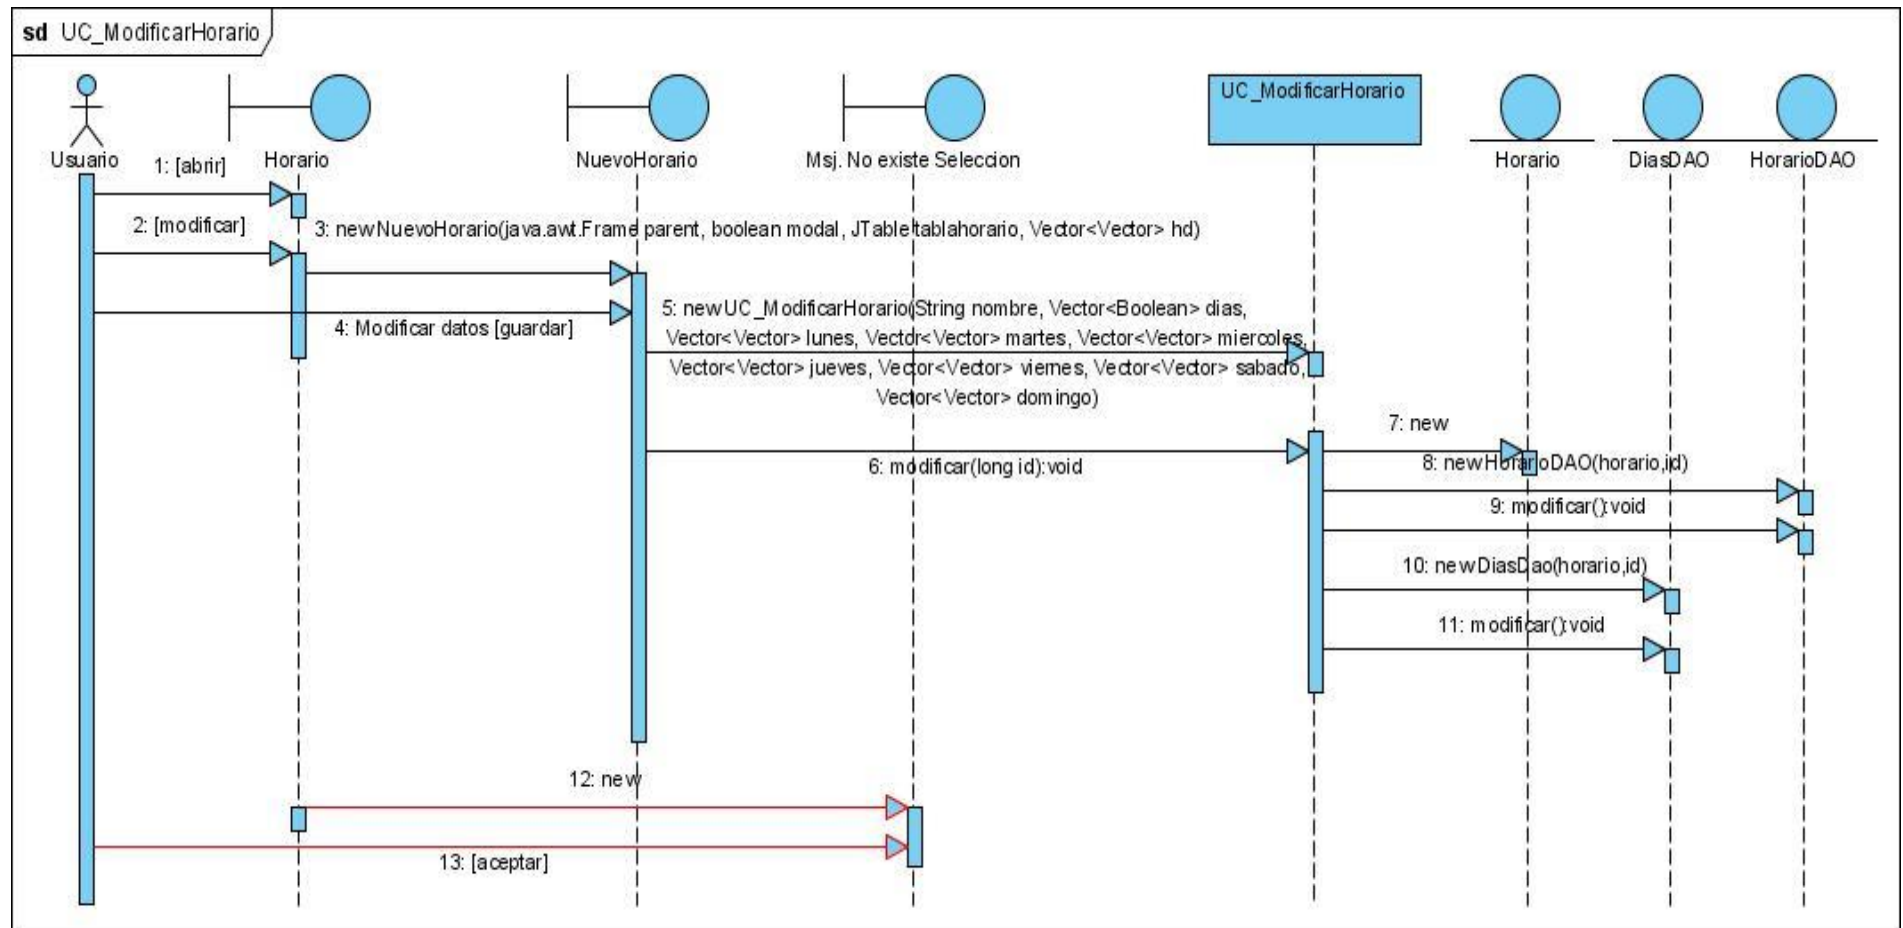 sd UC_ModificarHorario
UC_ModificarHorario
Usuario
Horario
NuevoHorario
Msj. No existe Seleccion
Horario
DiasDAO
HorarioDAO
1: [abrir]
2: [modificar]
3: newNuevoHorario(java.awt.Frame parent, boolean modal, JTable tablahorario, Vector<Vector> hd)
4: Modificar datos [guardar]
5: newUC_ModificarHorario(String nombre, Vector<Boolean> dias,
Vector<Vector> lunes, Vector<Vector> martes, Vector<Vector> miercoles,
Vector<Vector> jueves, Vector<Vector> viernes, Vector<Vector> sabado,
Vector<Vector> domingo)
6: modificar(long id):void
7: new
8: newHorarioDAO(horario,id)
9: modificar():void
10: newDiasDao(horario,id)
11: modificar():void
12: new
13: [aceptar]